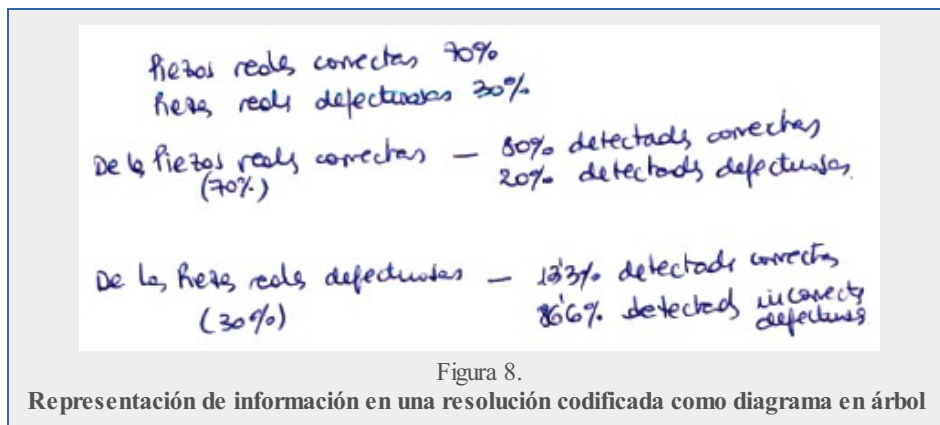 Piezas reales correctas 70%
Piezas reales defectuosas 30%
De las Piezas reales correctas — 80% detectadas correctas
(70%) 20% detectadas defectuosas.
De las Piezas reales defectuosas — 13'3% detectadas correctas
(30%) 86'6% detectadas incorrectas
defectuosas
Figura 8.
Representación de información en una resolución codificada como diagrama en árbol